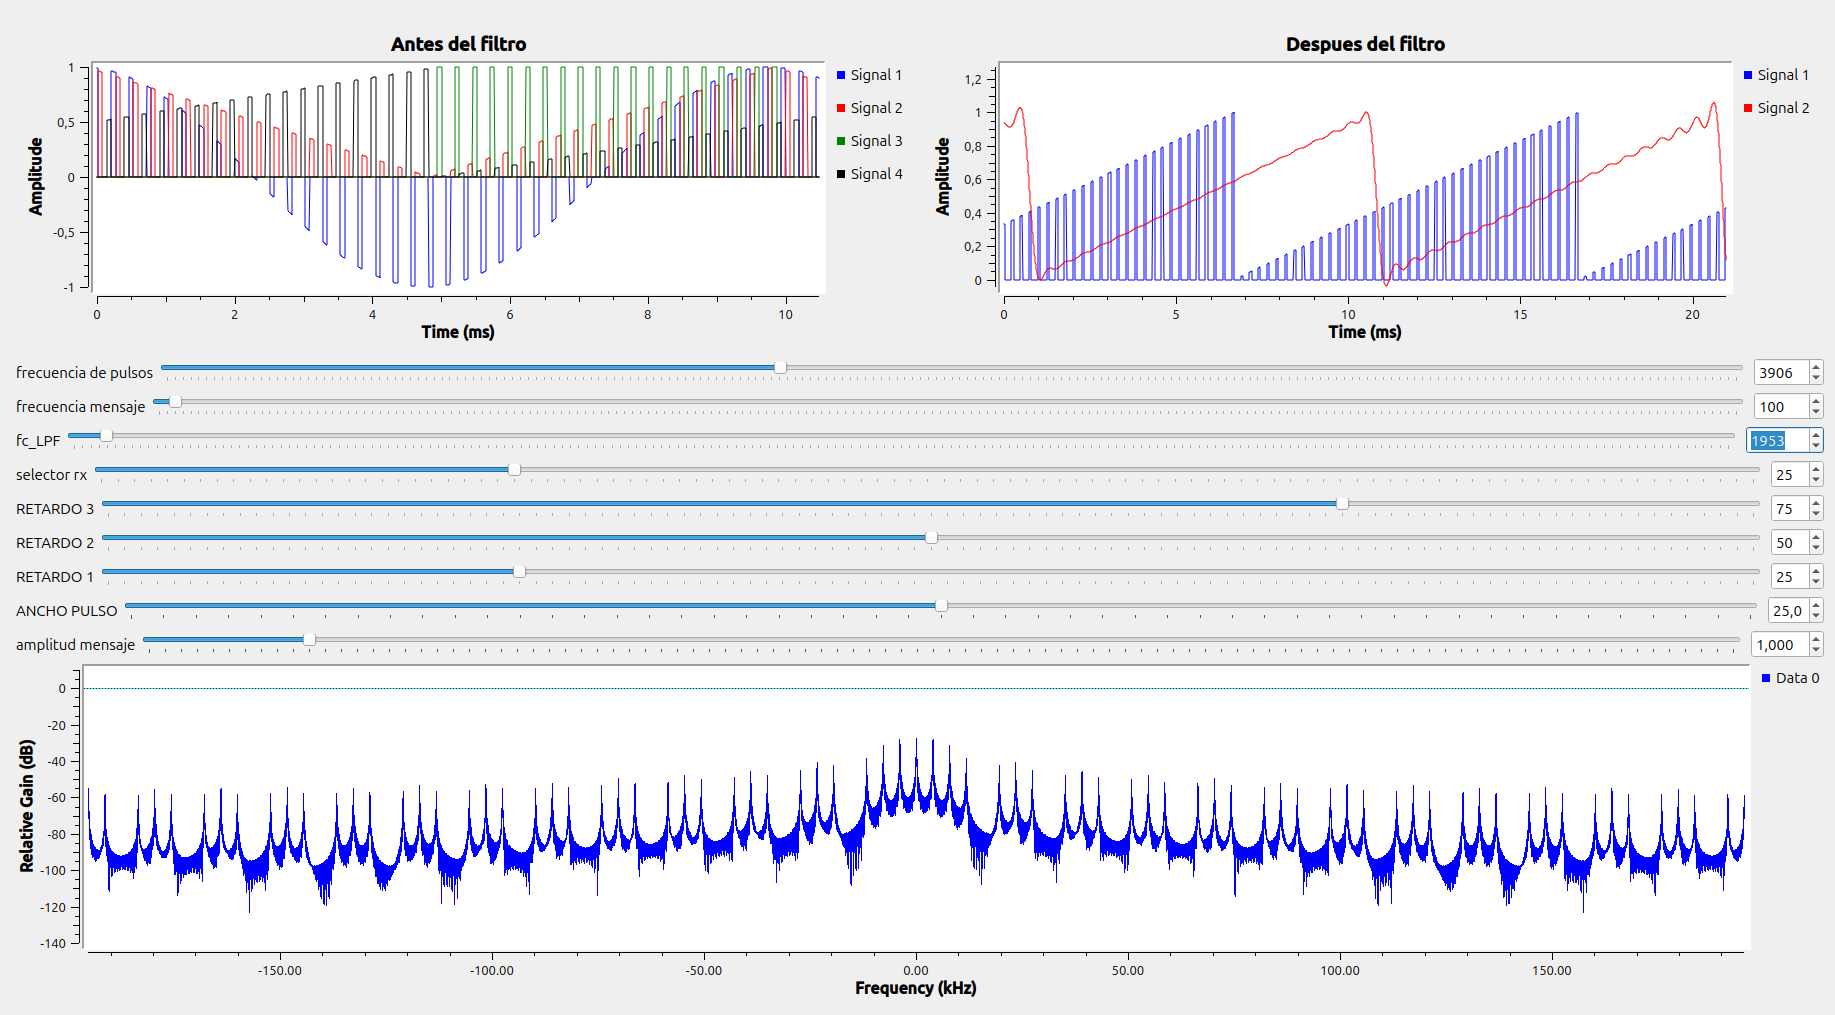 Antes del filtro
Amplitude
1
0,5
0
-0,5
-1
0 2 4 6 8 10
Time (ms)
Signal 1
Signal 2
Signal 3
Signal 4
Despues del filtro
Amplitude
1,2
1
0,8
0,6
0,4
0,2
0
0 5 10 15 20
Time (ms)
Signal 1
Signal 2
frecuencia de pulsos 3906
frecuencia mensaje 100
fc_LPF 1953
selector rx 25
RETARDO 3 75
RETARDO 2 50
RETARDO 1 25
ANCHO PULSO 25,0
amplitud mensaje 1,000
Relative Gain (dB)
0
-20
-40
-60
-80
-100
-120
-140
-150.00 -100.00 -50.00 0.00 50.00 100.00 150.00
Frequency (kHz)
Data 0